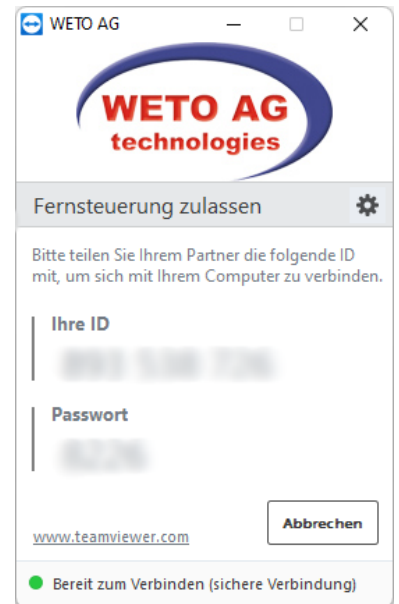 WETO AG
WETO AG
technologies
Fernsteuerung zulassen
Bitte teilen Sie Ihrem Partner die folgende ID
mit, um sich mit Ihrem Computer zu verbinden.
Ihre ID
Passwort
Abbrechen
www.teamviewer.com
Bereit zum Verbinden (sichere Verbindung)